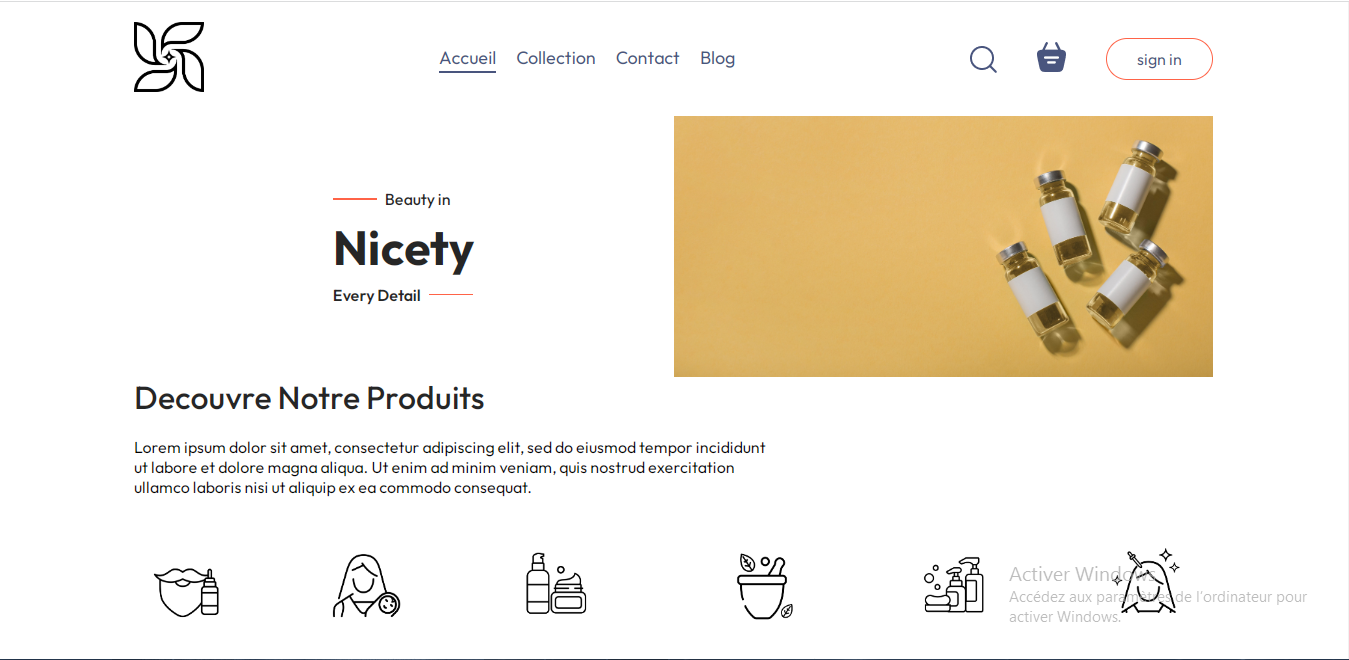 Accueil Collection Contact Blog sign in
Beauty in
Nicety
Every Detail
Decouvre Notre Produits
Lorem ipsum dolor sit amet, consectetur adipiscing elit, sed do eiusmod tempor incididunt
ut labore et dolore magna aliqua. Ut enim ad minim veniam, quis nostrud exercitation
ullamco laboris nisi ut aliquip ex ea commodo consequat.
Activer Windows
Accédez aux paramètres de l'ordinateur pour
activer Windows.